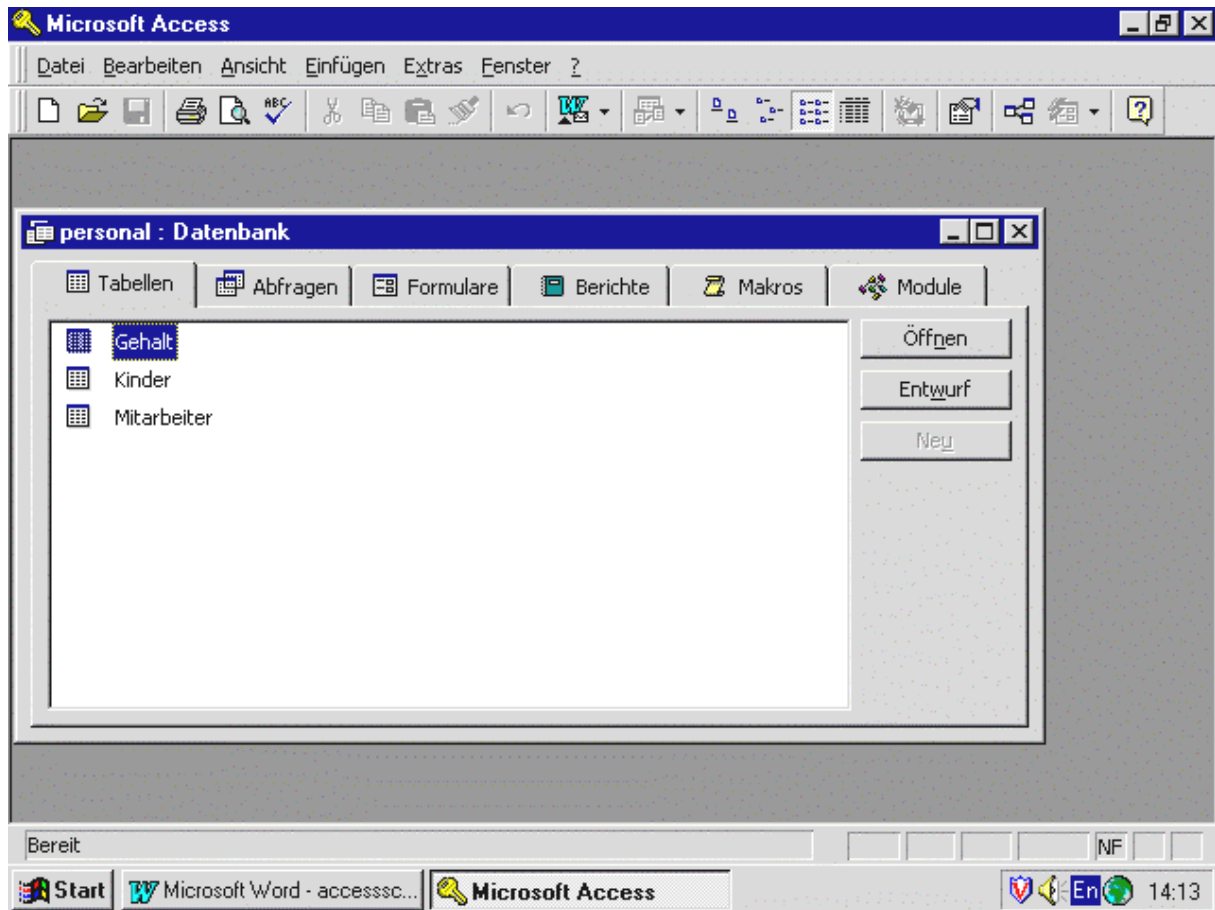 Microsoft Access
Datei Bearbeiten Ansicht Einfügen Extras Fenster ?
ABC W
personal : Datenbank
Tabellen Abfragen Formulare Berichte Makros Module
Gehalt Öffnen
Kinder Entwurf
Mitarbeiter Neu
Bereit NF
Start W Microsoft Word - accesssc... Microsoft Access En 14:13